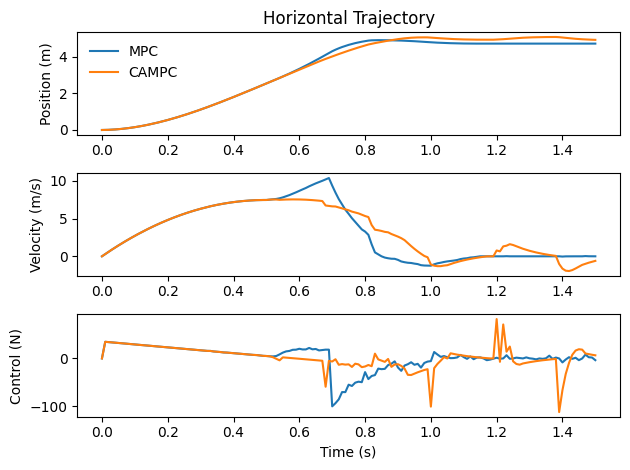 Horizontal Trajectory
Position (m)
4
2
0
MPC
CAMPC
0.0 0.2 0.4 0.6 0.8 1.0 1.2 1.4
Velocity (m/s)
10
5
0
0.0 0.2 0.4 0.6 0.8 1.0 1.2 1.4
Control (N)
0
−100
0.0 0.2 0.4 0.6 0.8 1.0 1.2 1.4
Time (s)